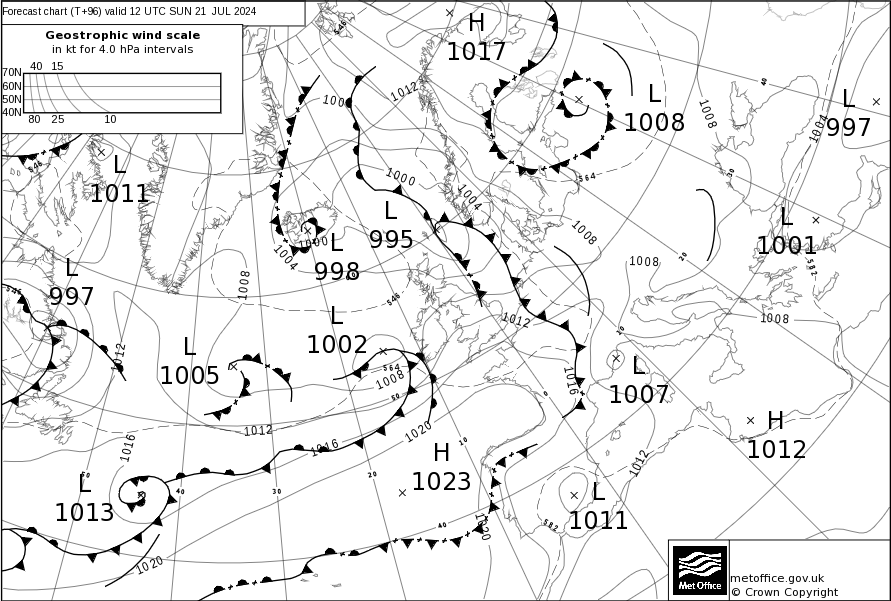 Forecast chart (T+96) valid 12 UTC SUN 21 JUL 2024
Geostrophic wind scale
in kt for 4.0 hPa intervals
40 15
70N
60N
50N
40N
80 25 10
H
1017
L
1008
L
997
L
1011
L
995
L
998
L
1001
L
997
L
1002
L
1005
L
1007
H
1012
H
1023
L
1013
L
1011
1012
1000
1004
1004
1008
1004
1008
1008
1008
1008
1000
1012
1012
1016
1008
1012
1016
1016
1020
1012
1020
1020
546
546
546
546
564
564
582
582
40
30
20
10
0
10
20
30
40
50
40
50
Met Office
metoffice.gov.uk
© Crown Copyright